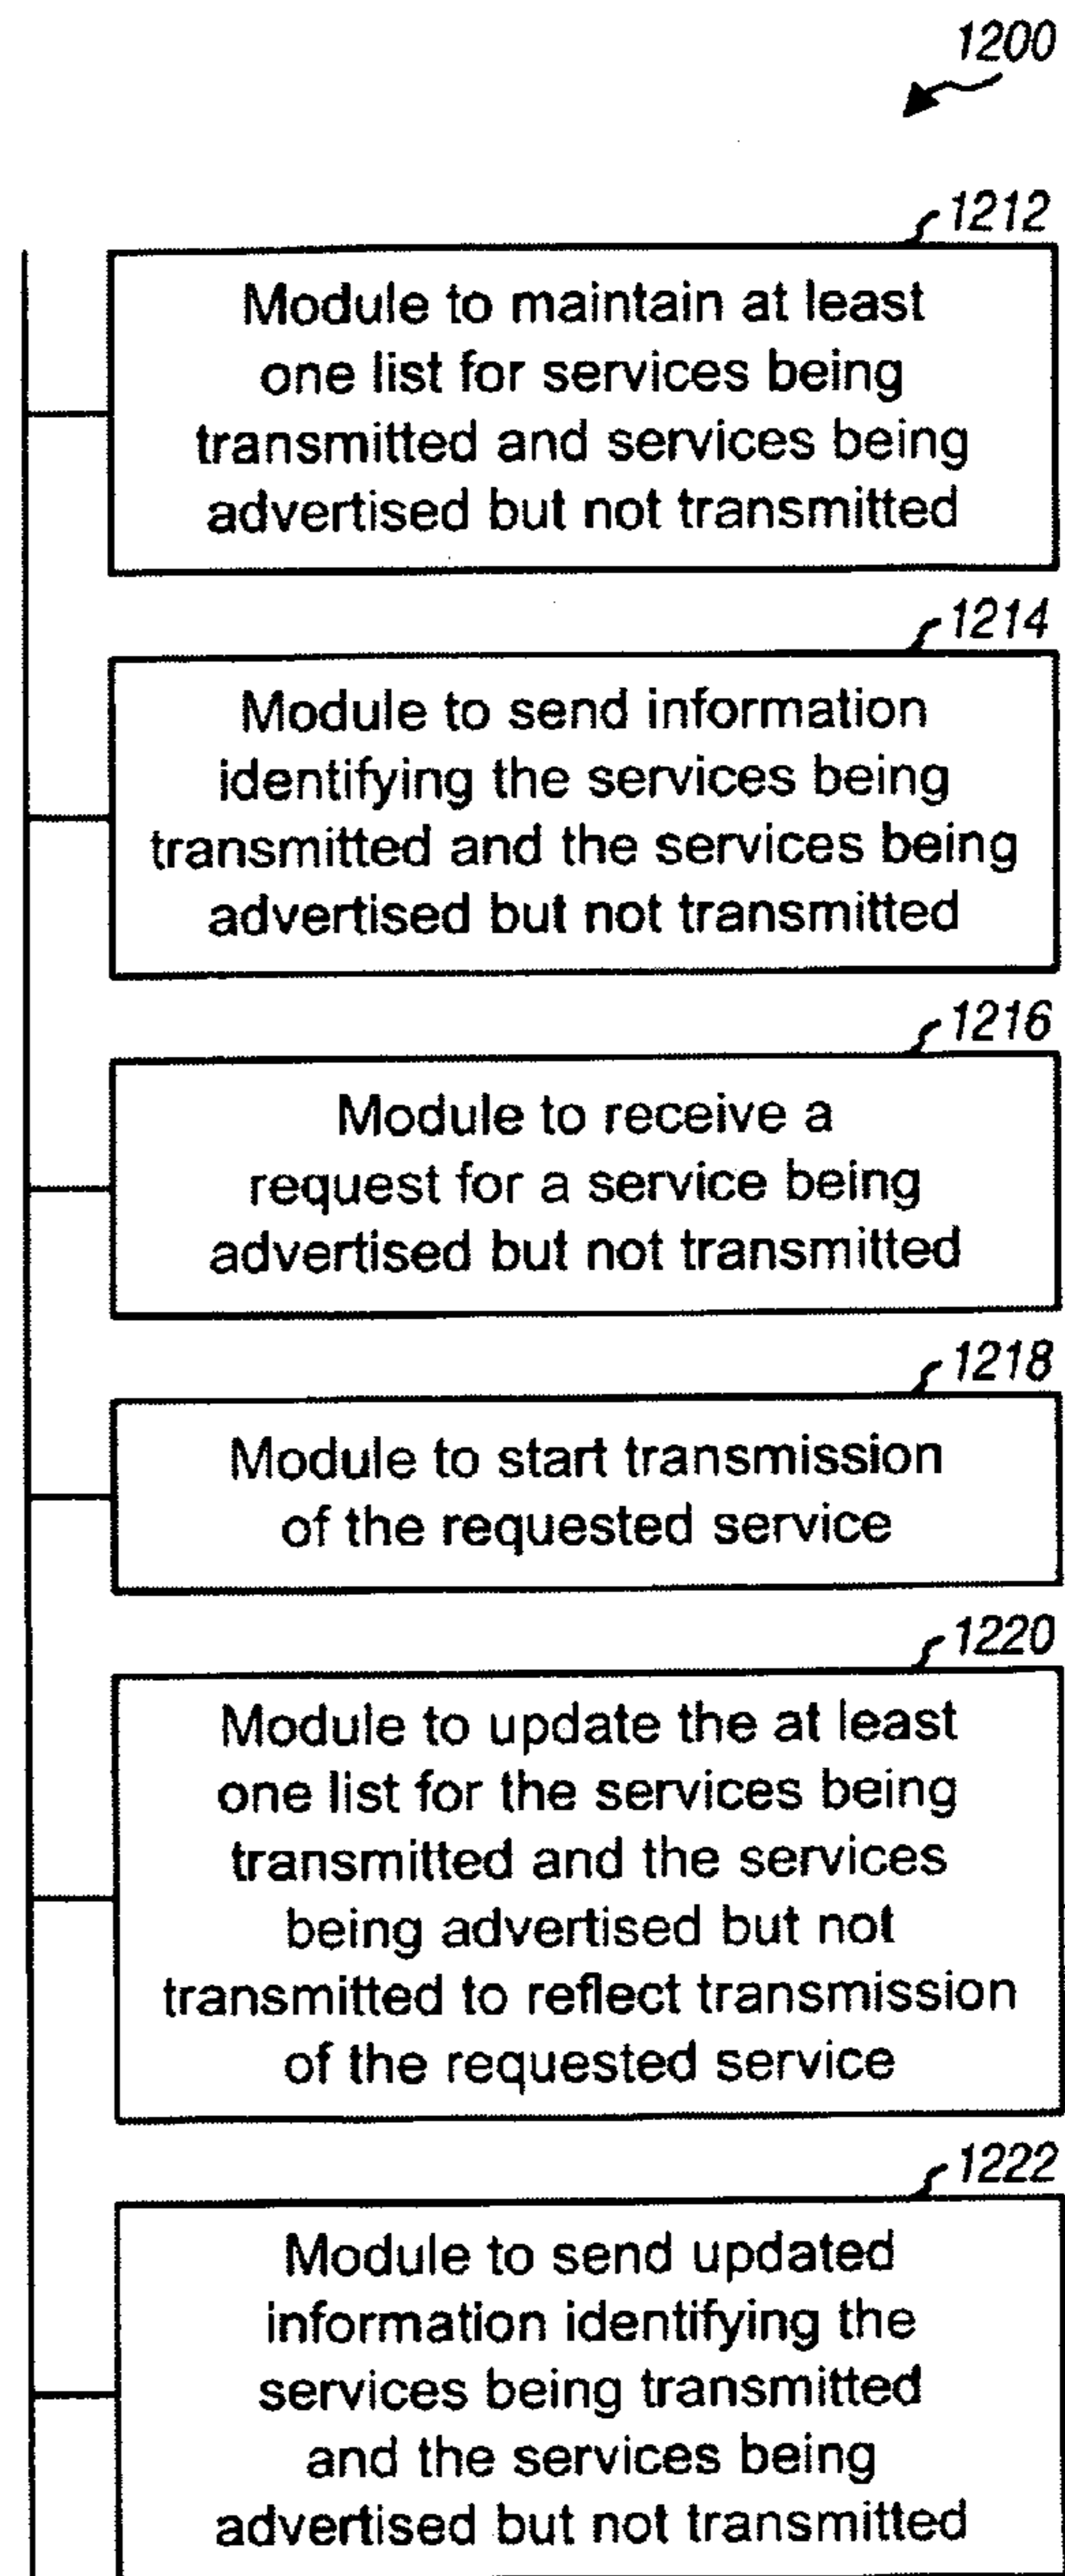 1200
1212
Module to maintain at least
one list for services being
transmitted and services being
advertised but not transmitted
1214
Module to send information
identifying the services being
transmitted and the services being
advertised but not transmitted
1216
Module to receive a
request for a service being
advertised but not transmitted
1218
Module to start transmission
of the requested service
1220
Module to update the at least
one list for the services being
transmitted and the services
being advertised but not
transmitted to reflect transmission
of the requested service
1222
Module to send updated
information identifying the
services being transmitted
and the services being
advertised but not transmitted